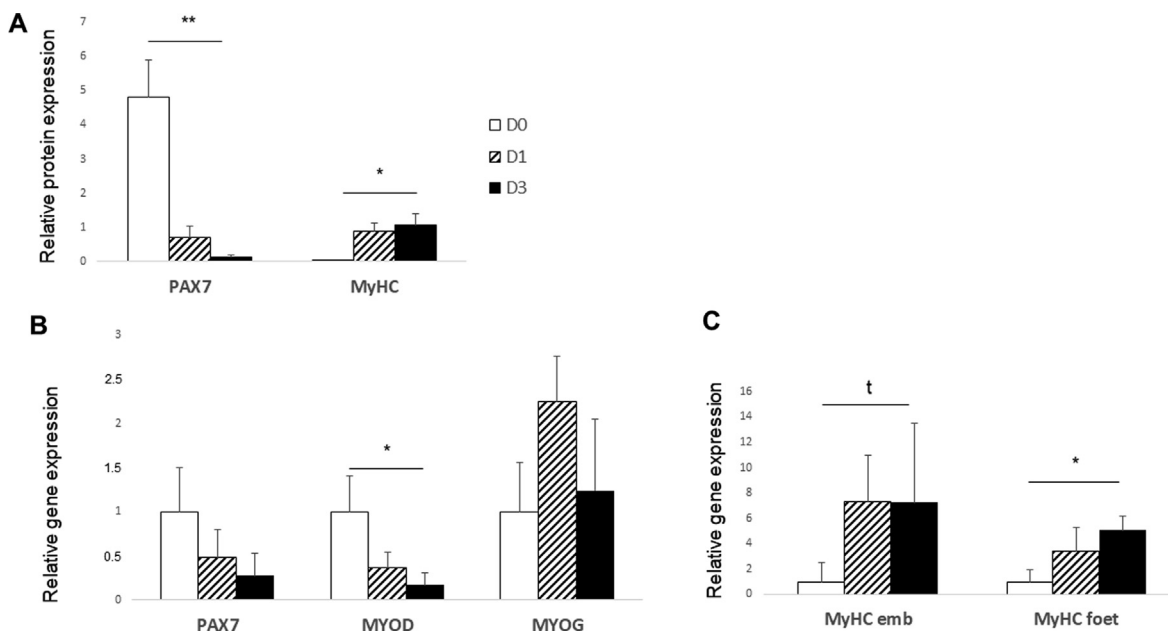 A
Relative protein expression
7
6
5
4
3
2
1
0
**
*
PAX7
MyHC
D0
D1
D3
B
Relative gene expression
3
2.5
2
1.5
1
0.5
0
*
PAX7
MYOD
MYOG
C
Relative gene expression
16
14
12
10
8
6
4
2
0
t
*
MyHC emb
MyHC foet